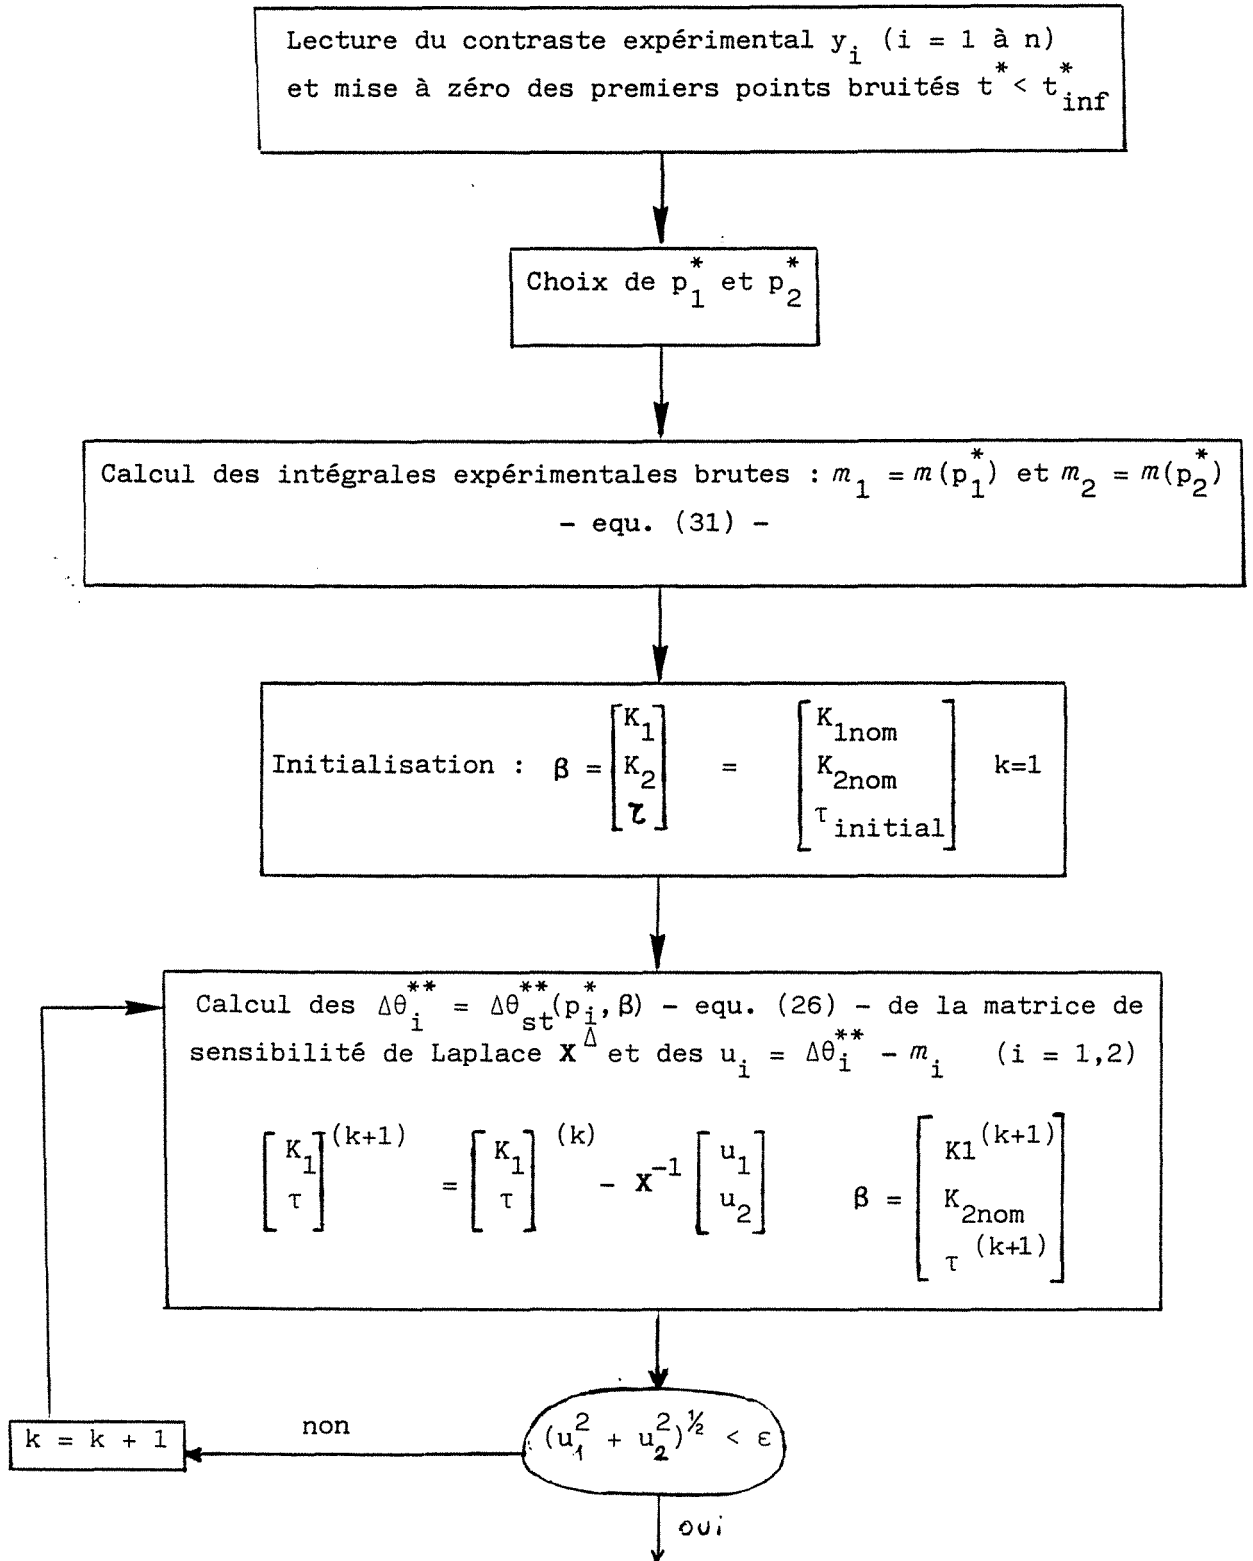 Lecture du contraste expérimental y_i (i = 1 à n)
et mise à zéro des premiers points bruités t* < t*_inf
Choix de p*_1 et p*_2
Calcul des intégrales expérimentales brutes : m_1 = m(p*_1) et m_2 = m(p*_2)
– equ. (31) –
Initialisation : β = [K_1 K_2 τ] = [K_1nom K_2nom τ_initial] k=1
Calcul des Δθ**_i = Δθ**_st(p*_i, β) – equ. (26) – de la matrice de
sensibilité de Laplace X^Δ et des u_i = Δθ**_i – m_i (i = 1,2)
[K_1 τ]^(k+1) = [K_1 τ]^(k) – X^-1 [u_1 u_2] β = [K1^(k+1) K_2nom τ^(k+1)]
(u_1^2 + u_2^2)^½ < ε
non
k = k + 1
oui